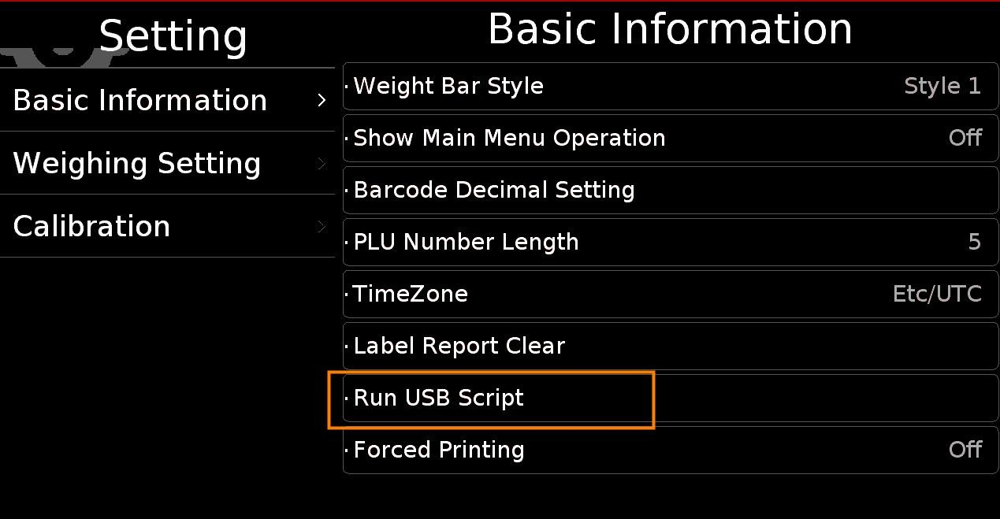 Setting
Basic Information
Weighing Setting
Calibration
Basic Information
· Weight Bar Style Style 1
· Show Main Menu Operation Off
· Barcode Decimal Setting
· PLU Number Length 5
· TimeZone Etc/UTC
· Label Report Clear
· Run USB Script
· Forced Printing Off